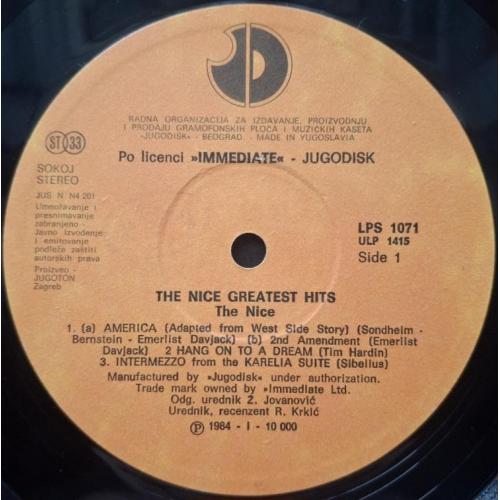 JD
RADNA ORGANIZACIJA ZA IZDAVANJE, PROIZVODNJU
I PRODAJU GRAMOFONSKIH PLOČA I MUZIČKIH KASETA
»JUGODISK« - BEOGRAD. - MADE IN YUGOSLAVIA
Po licenci »IMMEDIATE« - JUGODISK
ST 33
SOKOJ
STEREO
JUS N. N4 201
Umnožavanje i
presnimavanje
zabranjeno -
Javno izvođenje
i emitovanje
podleže zaštiti
autorskih prava
Proizveo -
JUGOTON
Zagreb
LPS 1071
ULP 1415
Side 1
THE NICE GREATEST HITS
The Nice
1. (a) AMERICA (Adapted from West Side Story) (Sondheim -
Bernstein - Emerlist Davjack) (b) 2nd Amendment (Emerlist
Davjack) 2 HANG ON TO A DREAM (Tim Hardin)
3. INTERMEZZO from the KARELIA SUITE (Sibelius)
Manufactured by »Jugodisk« under authorization.
Trade mark owned by »Immediate Ltd.
Odg. urednik Ž. Jovanović
Urednik, recenzent R. Krkić
Ⓟ 1984 - I - 10 000